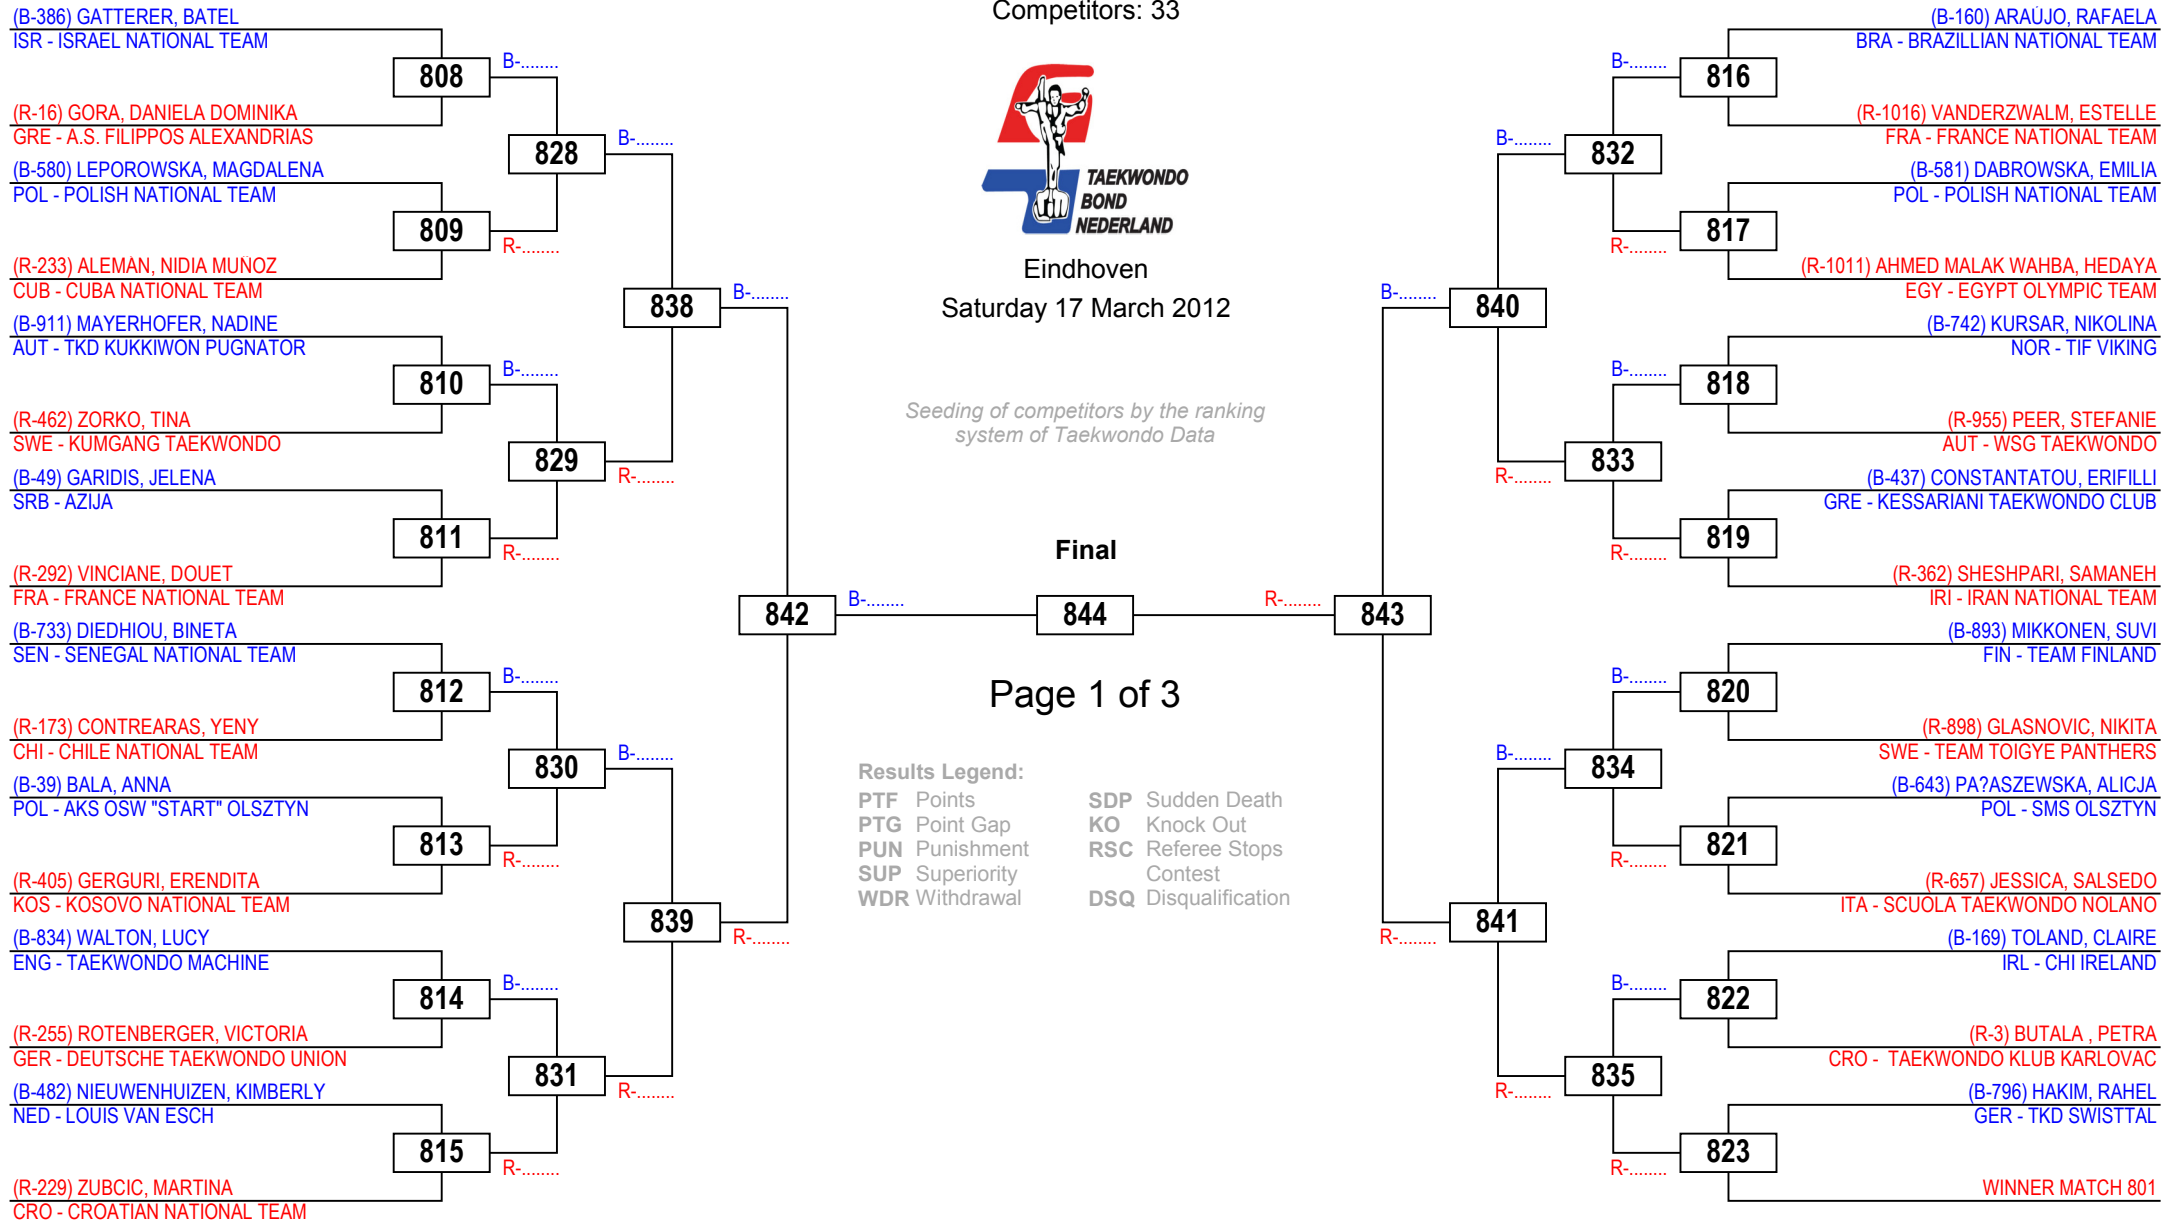 (B-386) GATTERER, BATEL
ISR - ISRAEL NATIONAL TEAM
808
B-........
(R-16) GORA, DANIELA DOMINIKA
GRE - A.S. FILIPPOS ALEXANDRIAS
828
B-........
(B-580) LEPOROWSKA, MAGDALENA
POL - POLISH NATIONAL TEAM
809
R-........
(R-233) ALEMÁN, NIDIA MUÑOZ
CUB - CUBA NATIONAL TEAM
838
B-........
(B-911) MAYERHOFER, NADINE
AUT - TKD KUKKIWON PUGNATOR
810
B-........
(R-462) ZORKO, TINA
SWE - KUMGANG TAEKWONDO
829
R-........
(B-49) GARIDIS, JELENA
SRB - AZIJA
811
R-........
(R-292) VINCIANE, DOUET
FRA - FRANCE NATIONAL TEAM
842
B-........
(B-733) DIEDHIOU, BINETA
SEN - SENEGAL NATIONAL TEAM
812
B-........
(R-173) CONTREARAS, YENY
CHI - CHILE NATIONAL TEAM
830
B-........
(B-39) BALA, ANNA
POL - AKS OSW "START" OLSZTYN
813
R-........
(R-405) GERGURI, ERENDITA
KOS - KOSOVO NATIONAL TEAM
839
R-........
(B-834) WALTON, LUCY
ENG - TAEKWONDO MACHINE
814
B-........
(R-255) ROTENBERGER, VICTORIA
GER - DEUTSCHE TAEKWONDO UNION
831
R-........
(B-482) NIEUWENHUIZEN, KIMBERLY
NED - LOUIS VAN ESCH
815
R-........
(R-229) ZUBCIC, MARTINA
CRO - CROATIAN NATIONAL TEAM
Competitors: 33
TAEKWONDO
BOND
NEDERLAND
Eindhoven
Saturday 17 March 2012
Seeding of competitors by the ranking
system of Taekwondo Data
Final
844
Page 1 of 3
Results Legend:
PTF Points
PTG Point Gap
PUN Punishment
SUP Superiority
WDR Withdrawal
SDP Sudden Death
KO Knock Out
RSC Referee Stops
Contest
DSQ Disqualification
(B-160) ARAÚJO, RAFAELA
BRA - BRAZILLIAN NATIONAL TEAM
B-........
816
(R-1016) VANDERZWALM, ESTELLE
FRA - FRANCE NATIONAL TEAM
B-........
832
(B-581) DABROWSKA, EMILIA
POL - POLISH NATIONAL TEAM
R-........
817
(R-1011) AHMED MALAK WAHBA, HEDAYA
EGY - EGYPT OLYMPIC TEAM
B-........
840
(B-742) KURSAR, NIKOLINA
NOR - TIF VIKING
B-........
818
(R-955) PEER, STEFANIE
AUT - WSG TAEKWONDO
R-........
833
(B-437) CONSTANTATOU, ERIFILLI
GRE - KESSARIANI TAEKWONDO CLUB
R-........
819
(R-362) SHESHPARI, SAMANEH
IRI - IRAN NATIONAL TEAM
R-........
843
(B-893) MIKKONEN, SUVI
FIN - TEAM FINLAND
B-........
820
(R-898) GLASNOVIC, NIKITA
SWE - TEAM TOIGYE PANTHERS
B-........
834
(B-643) PA?ASZEWSKA, ALICJA
POL - SMS OLSZTYN
R-........
821
(R-657) JESSICA, SALSEDO
ITA - SCUOLA TAEKWONDO NOLANO
R-........
841
(B-169) TOLAND, CLAIRE
IRL - CHI IRELAND
B-........
822
(R-3) BUTALA , PETRA
CRO - TAEKWONDO KLUB KARLOVAC
R-........
835
(B-796) HAKIM, RAHEL
GER - TKD SWISTTAL
R-........
823
WINNER MATCH 801